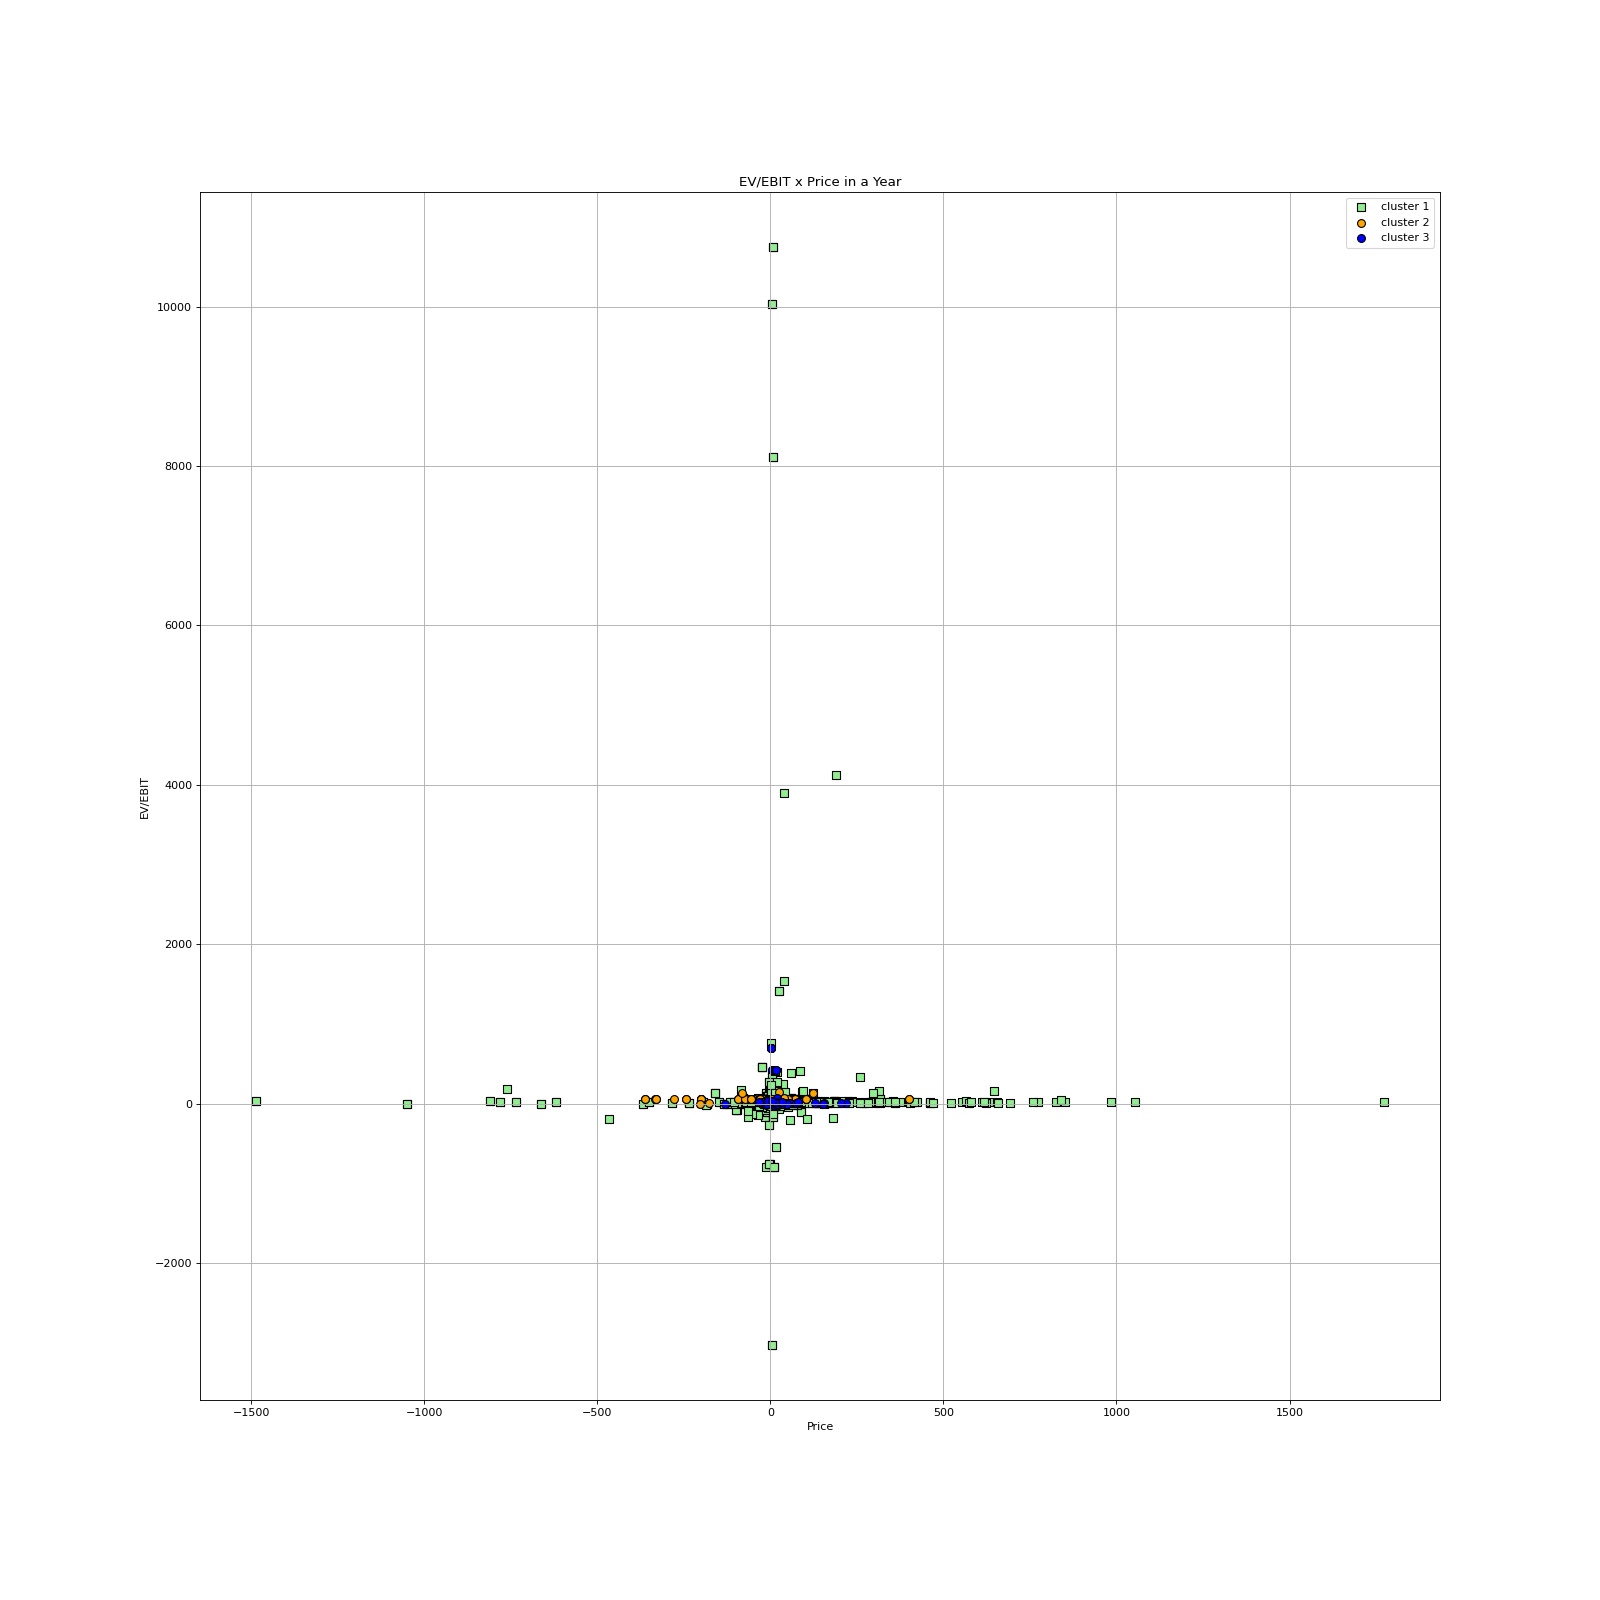 EV/EBIT x Price in a Year
cluster 1
cluster 2
cluster 3
10000
8000
6000
4000
2000
0
−2000
EV/EBIT
−1500
−1000
−500
0
500
1000
1500
Price